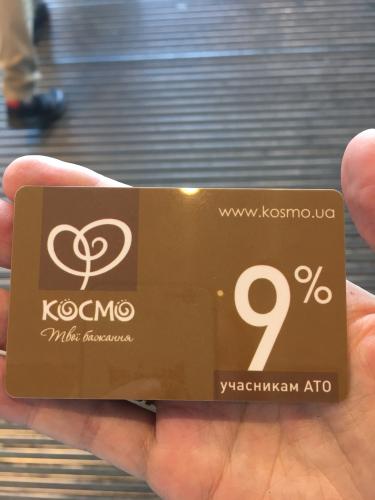 www.kosmo.ua
КОСМО
Твої бажання
9%
учасникам АТО